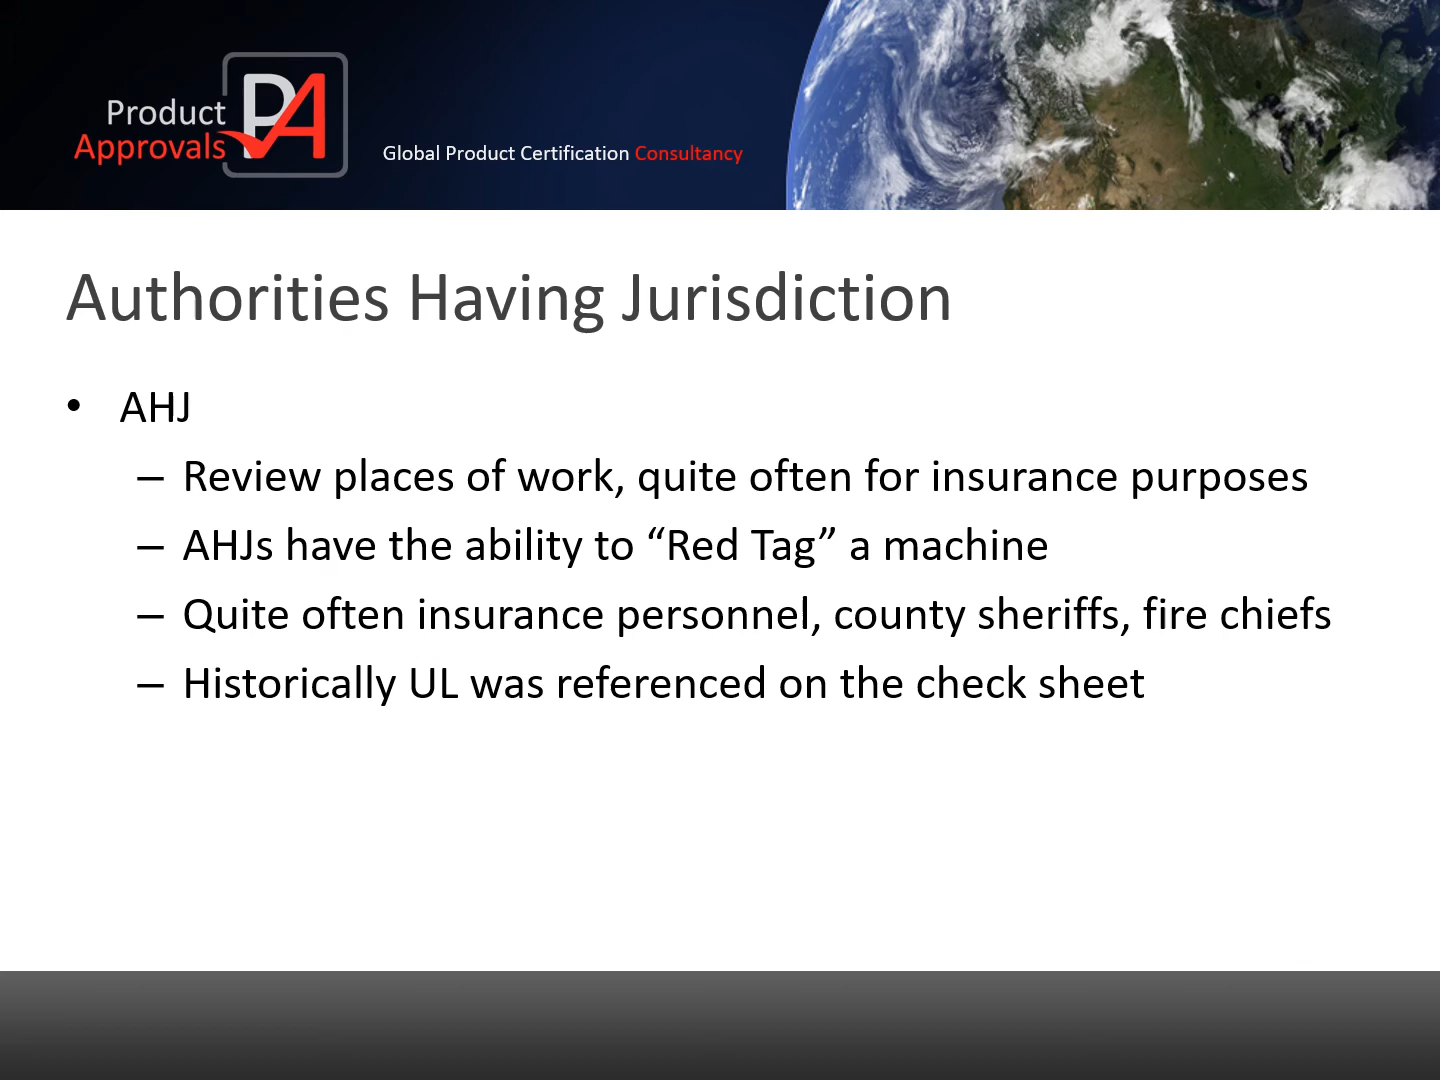 Product
Approvals
PA
Global Product Certification Consultancy
Authorities Having Jurisdiction
• AHJ
– Review places of work, quite often for insurance purposes
– AHJs have the ability to “Red Tag” a machine
– Quite often insurance personnel, county sheriffs, fire chiefs
– Historically UL was referenced on the check sheet